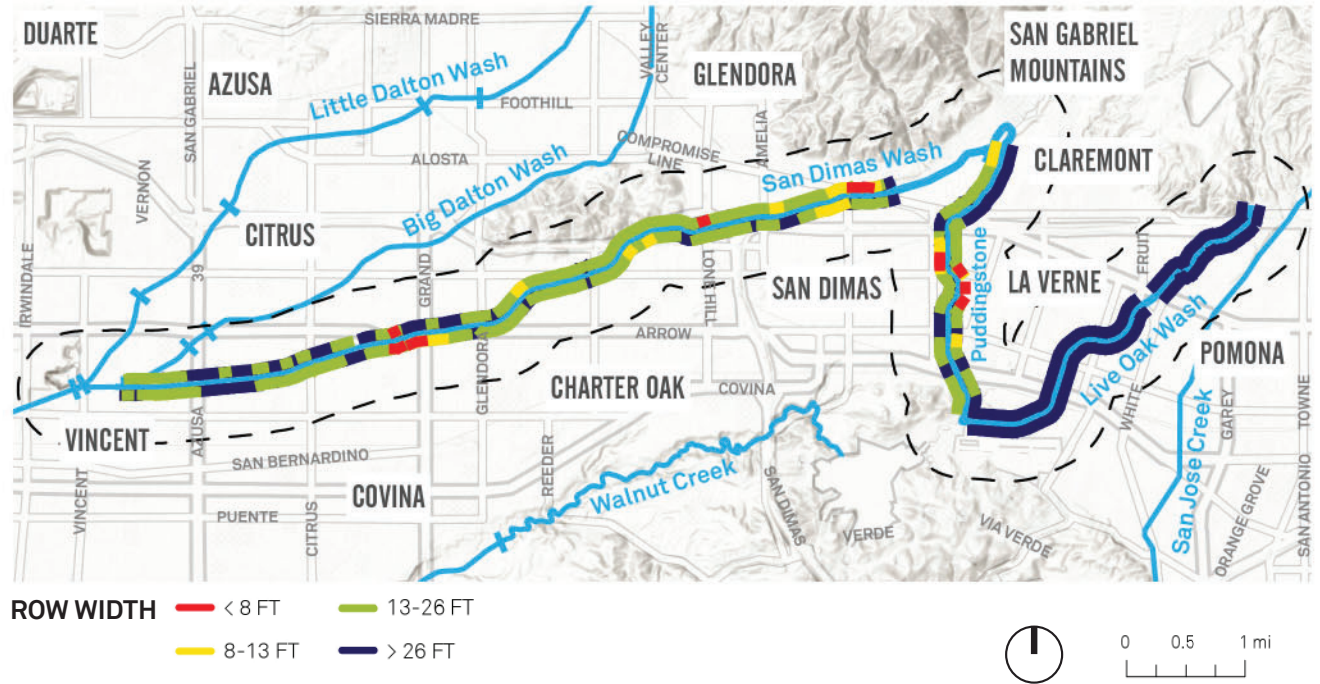 DUARTE
SIERRA MADRE
VALLEY
CENTER
SAN GABRIEL
MOUNTAINS
AZUSA
GLENDORA
Little Dalton Wash
FOOTHILL
SAN GABRIEL
AMELIA
COMPROMISE
LINE
ALOSTA
VERNON
Big Dalton Wash
San Dimas Wash
CLAREMONT
CITRUS
IRWINDALE
39
GRAND
LONE HILL
SAN DIMAS
Puddingstone
LA VERNE
FRUIT
ARROW
GLENDORA
CHARTER OAK
COVINA
Live Oak Wash
POMONA
VINCENT
AZUSA
WHITE
GAREY
TOWNE
SAN BERNARDINO
REEDER
Walnut Creek
SAN DIMAS
San Jose Creek
VINCENT
COVINA
PUENTE
CITRUS
VERDE
VIA VERDE
ORANGE GROVE
SAN ANTONIO
ROW WIDTH
< 8 FT
13-26 FT
8-13 FT
> 26 FT
0 0.5 1 mi